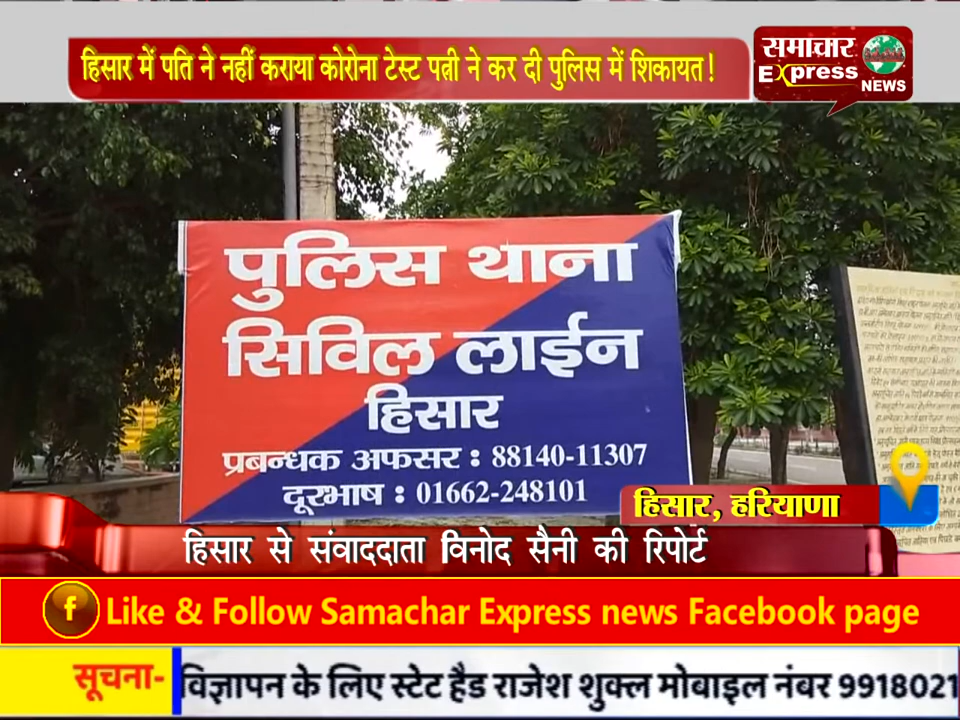 हिसार में पति ने नहीं कराया कोरोना टेस्ट पत्नी ने कर दी पुलिस में शिकायत !
समाचार
Express
NEWS
पुलिस थाना
सिविल लाईन
हिसार
प्रबन्धक अफसर : 88140-11307
दूरभाष : 01662-248101
हिसार, हरियाणा
हिसार से संवाददाता विनोद सैनी की रिपोर्ट
f Like & Follow Samachar Express news Facebook page
सूचना- विज्ञापन के लिए स्टेट हैड राजेश शुक्ल मोबाइल नंबर 9918021